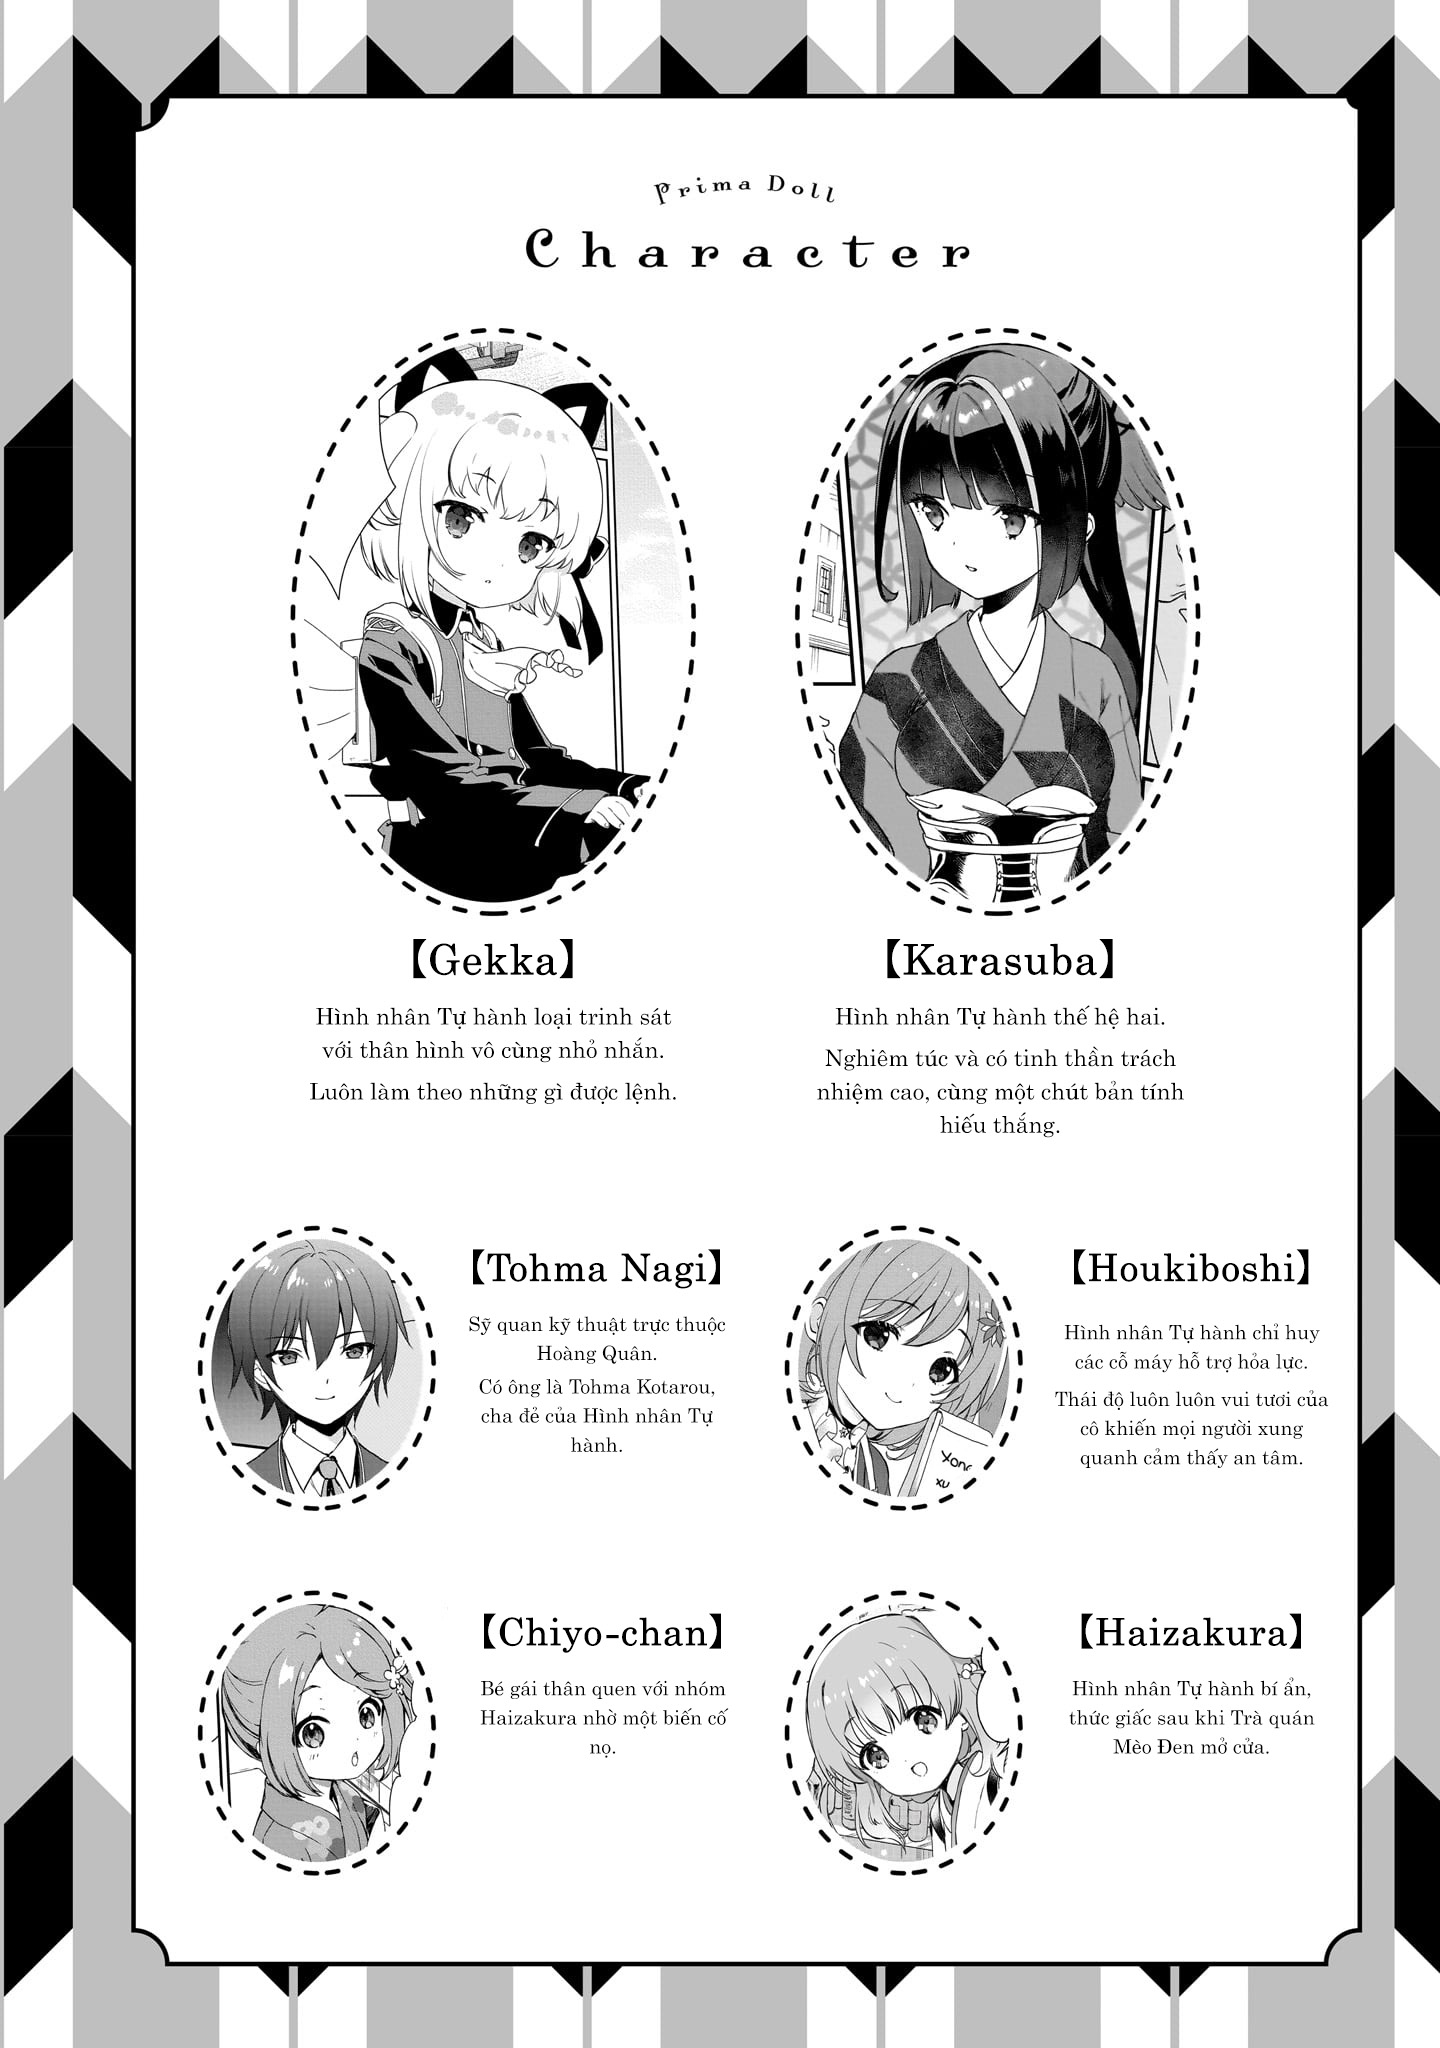 Prima Doll
Character
【Gekka】
Hình nhân Tự hành loại trinh sát
với thân hình vô cùng nhỏ nhắn.
Luôn làm theo những gì được lệnh.
【Karasuba】
Hình nhân Tự hành thế hệ hai.
Nghiêm túc và có tinh thần trách
nhiệm cao, cùng một chút bản tính
hiếu thắng.
【Tohma Nagi】
Sỹ quan kỹ thuật trực thuộc
Hoàng Quân.
Có ông là Tohma Kotarou,
cha đẻ của Hình nhân Tự
hành.
【Houkiboshi】
Hình nhân Tự hành chỉ huy
các cỗ máy hỗ trợ hỏa lực.
Thái độ luôn luôn vui tươi của
cô khiến mọi người xung
quanh cảm thấy an tâm.
【Chiyo-chan】
Bé gái thân quen với nhóm
Haizakura nhờ một biến cố
nọ.
【Haizakura】
Hình nhân Tự hành bí ẩn,
thức giấc sau khi Trà quán
Mèo Đen mở cửa.